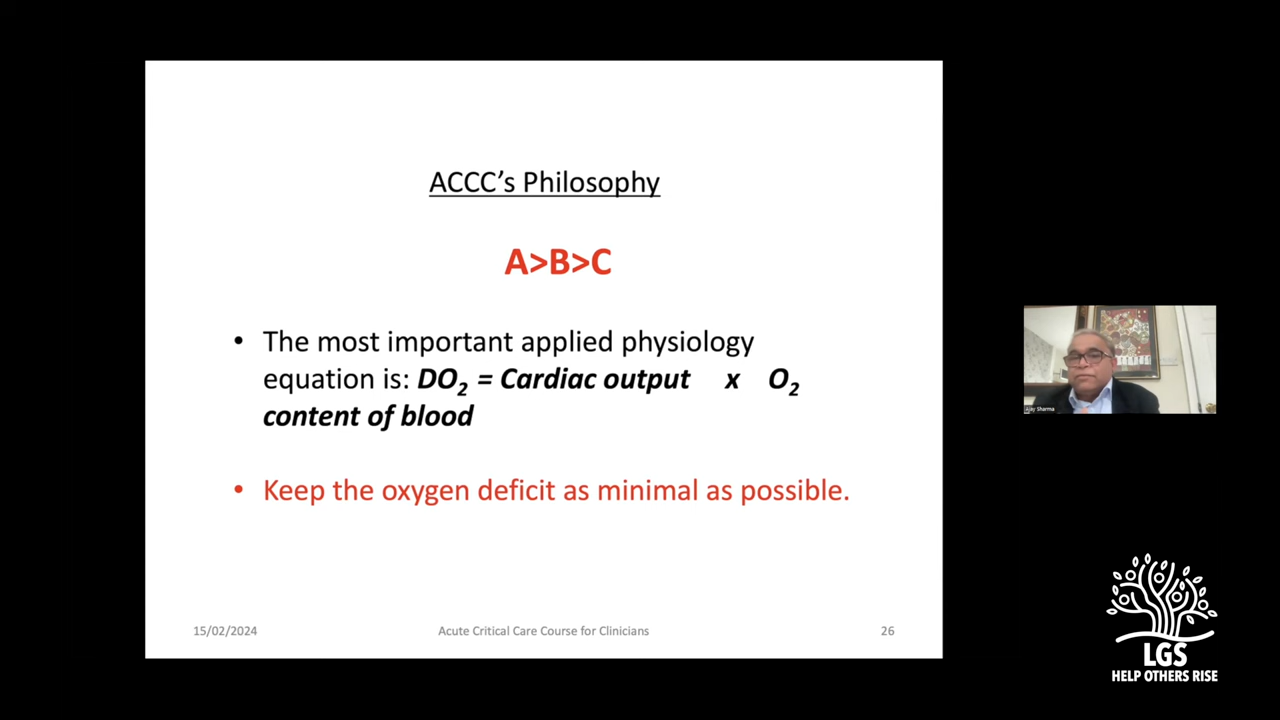 ACCC’s Philosophy
A>B>C
• The most important applied physiology
equation is: DO₂ = Cardiac output x O₂
content of blood
• Keep the oxygen deficit as minimal as possible.
15/02/2024 Acute Critical Care Course for Clinicians 26
Ajay Sharma
LGS
HELP OTHERS RISE